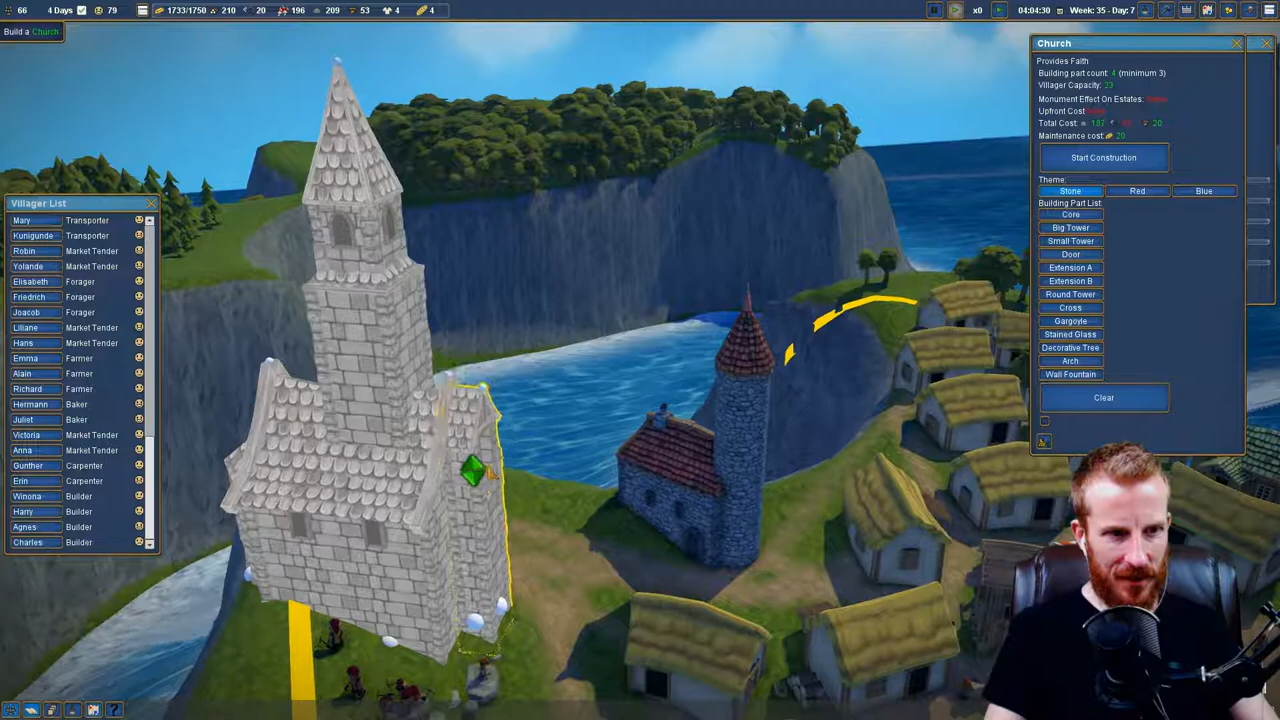 66 4 Days 79 1733/1750 210 20 196 209 53 4 4 x0 04:04:30 Week: 35 - Day: 7
Build a Church
Villager List
Mary Transporter
Kunigunde Transporter
Robin Market Tender
Yolande Market Tender
Elisabeth Forager
Friedrich Forager
Joacob Forager
Liliane Market Tender
Hans Market Tender
Emma Farmer
Alain Farmer
Richard Farmer
Hermann Baker
Juliet Baker
Victoria Market Tender
Anna Market Tender
Gunther Carpenter
Erin Carpenter
Winona Builder
Harry Builder
Agnes Builder
Charles Builder
Church
Provides Faith
Building part count: 4 (minimum 3)
Villager Capacity: 23
Monument Effect On Estates:
Upfront Cost
Total Cost: 187 20
Maintenance cost: 20
Start Construction
Theme:
Stone Red Blue
Building Part List:
Core
Big Tower
Small Tower
Door
Extension A
Extension B
Round Tower
Cross
Gargoyle
Stained Glass
Decorative Tree
Arch
Wall Fountain
Clear